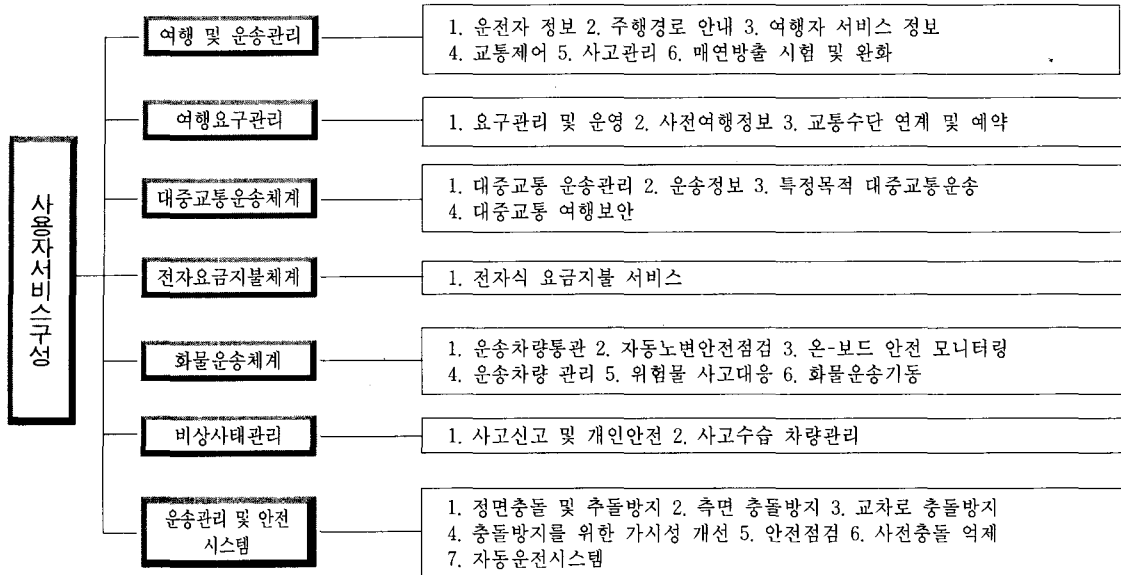 사용자서비스구성
여행 및 운송관리
1. 운전자 정보 2. 주행경로 안내 3. 여행자 서비스 정보
4. 교통제어 5. 사고관리 6. 매연방출 시험 및 완화
여행요구관리
1. 요구관리 및 운영 2. 사전여행정보 3. 교통수단 연계 및 예약
대중교통운송체계
1. 대중교통 운송관리 2. 운송정보 3. 특정목적 대중교통운송
4. 대중교통 여행보안
전자요금지불체계
1. 전자식 요금지불 서비스
화물운송체계
1. 운송차량통관 2. 자동노변안전점검 3. 온-보드 안전 모니터링
4. 운송차량 관리 5. 위험물 사고대응 6. 화물운송기동
비상사태관리
1. 사고신고 및 개인안전 2. 사고수습 차량관리
운송관리 및 안전
시스템
1. 정면충돌 및 추돌방지 2. 측면 충돌방지 3. 교차로 충돌방지
4. 충돌방지를 위한 가시성 개선 5. 안전점검 6. 사전충돌 억제
7. 자동운전시스템